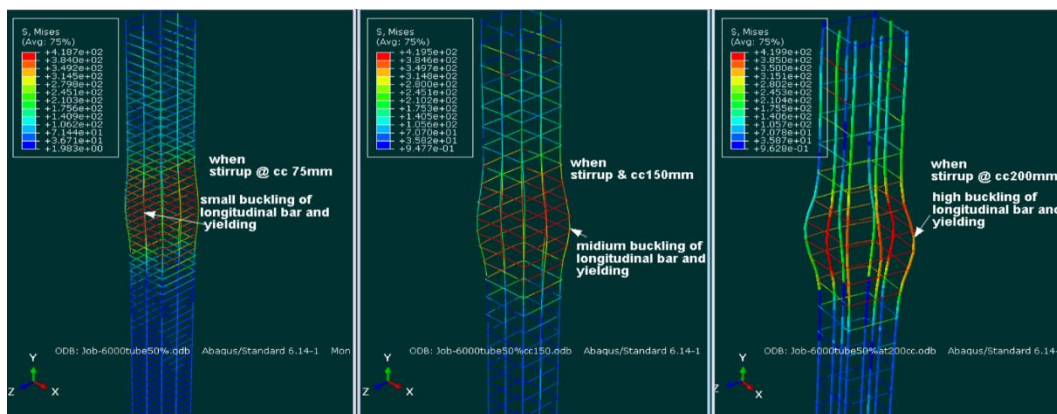 S, Mises
(Avg: 75%)
+4.187e+02
+3.840e+02
+3.492e+02
+3.145e+02
+2.798e+02
+2.451e+02
+2.103e+02
+1.756e+02
+1.409e+02
+1.062e+02
+7.144e+01
+3.671e+01
+1.983e+00
when
stirrup @ cc 75mm
small buckling of
longitudinal bar and
yielding
Y
Z
X
ODB: Job-6000tube50%.odb Abaqus/Standard 6.14-1 Mon
S, Mises
(Avg: 75%)
+4.195e+02
+3.846e+02
+3.497e+02
+3.148e+02
+2.800e+02
+2.451e+02
+2.102e+02
+1.753e+02
+1.405e+02
+1.056e+02
+7.070e+01
+3.582e+01
+9.477e-01
when
stirrup & cc150mm
midium buckling of
longitudinal bar and
yielding
Y
Z
X
ODB: Job-6000tube50%cc150.odb Abaqus/Standard 6.14-1
S, Mises
(Avg: 75%)
+4.199e+02
+3.850e+02
+3.500e+02
+3.151e+02
+2.802e+02
+2.453e+02
+2.104e+02
+1.755e+02
+1.406e+02
+1.057e+02
+7.078e+01
+3.587e+01
+9.628e-01
when
stirrup @ cc200mm
high buckling of
longitudinal bar and
yielding
Y
Z
X
ODB: Job-6000tube50%at200cc.odb Abaqus/Standard 6.14-1